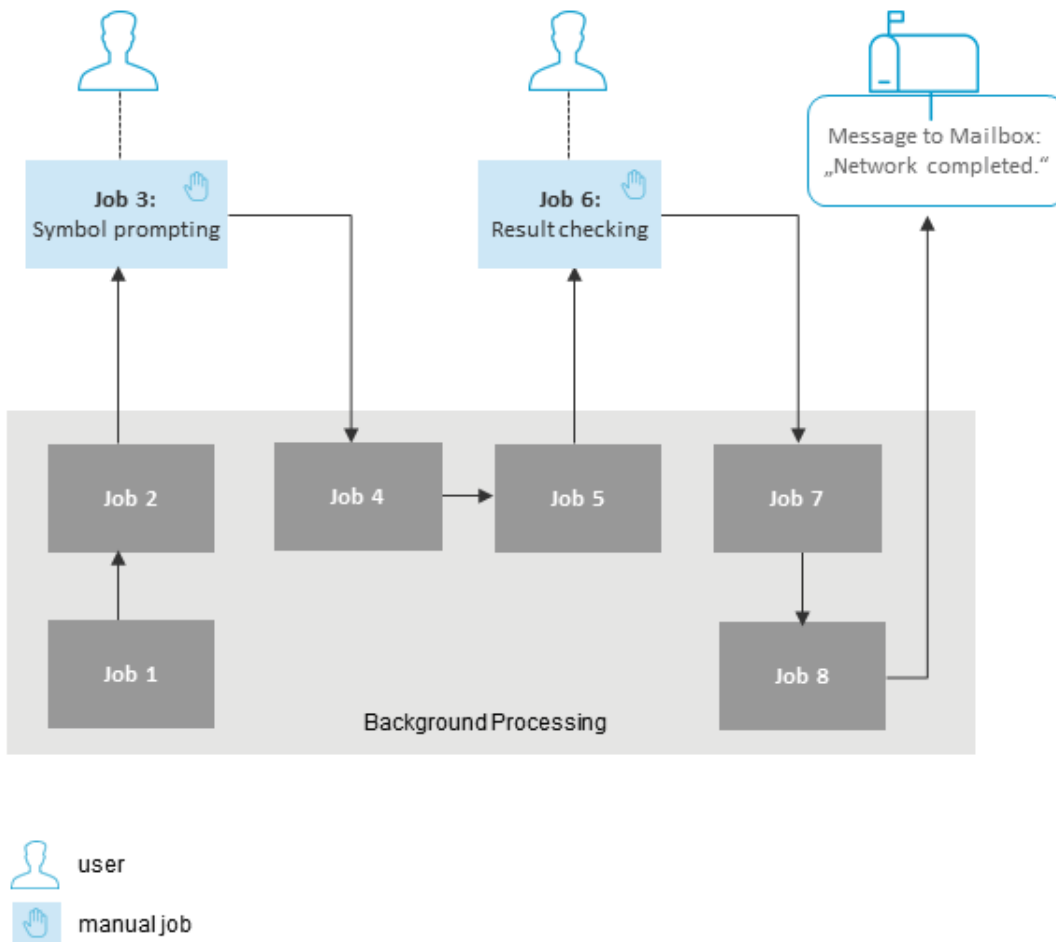 Message to Mailbox:
„Network completed.“
Job 3:
Symbol prompting
Job 6:
Result checking
Job 2
Job 4
Job 5
Job 7
Job 1
Job 8
Background Processing
user
manual job